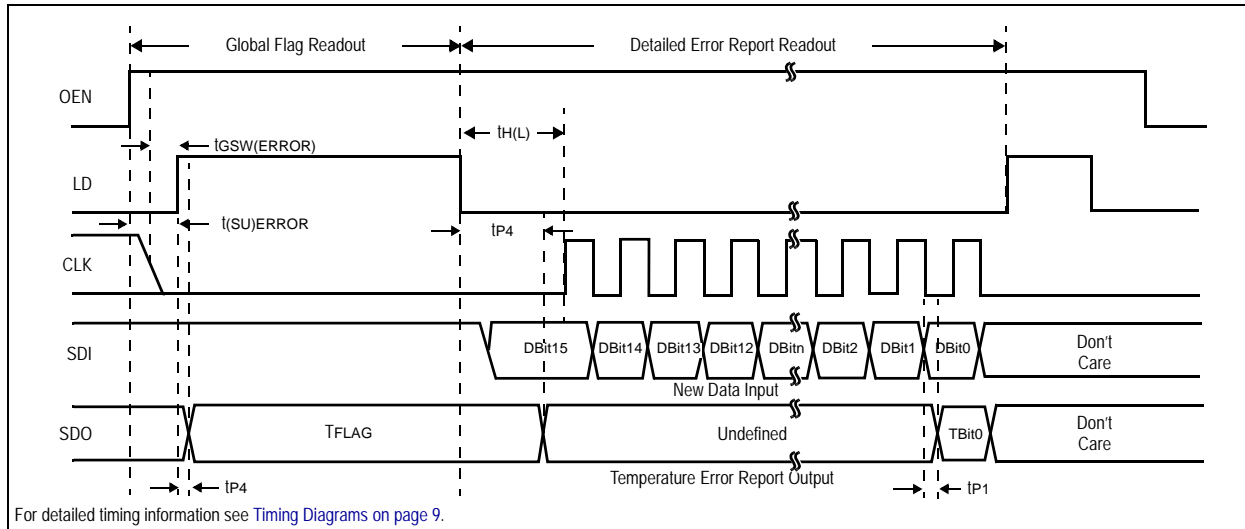 Global Flag Readout
Detailed Error Report Readout
OEN
tH(L)
tGSW(ERROR)
LD
t(SU)ERROR
tP4
CLK
SDI
DBit15
DBit14
DBit13
DBit12
DBitn
DBit2
DBit1
DBit0
Don't
Care
New Data Input
SDO
TFLAG
Undefined
TBit0
Don't
Care
Temperature Error Report Output
tP4
tP1
For detailed timing information see Timing Diagrams on page 9.